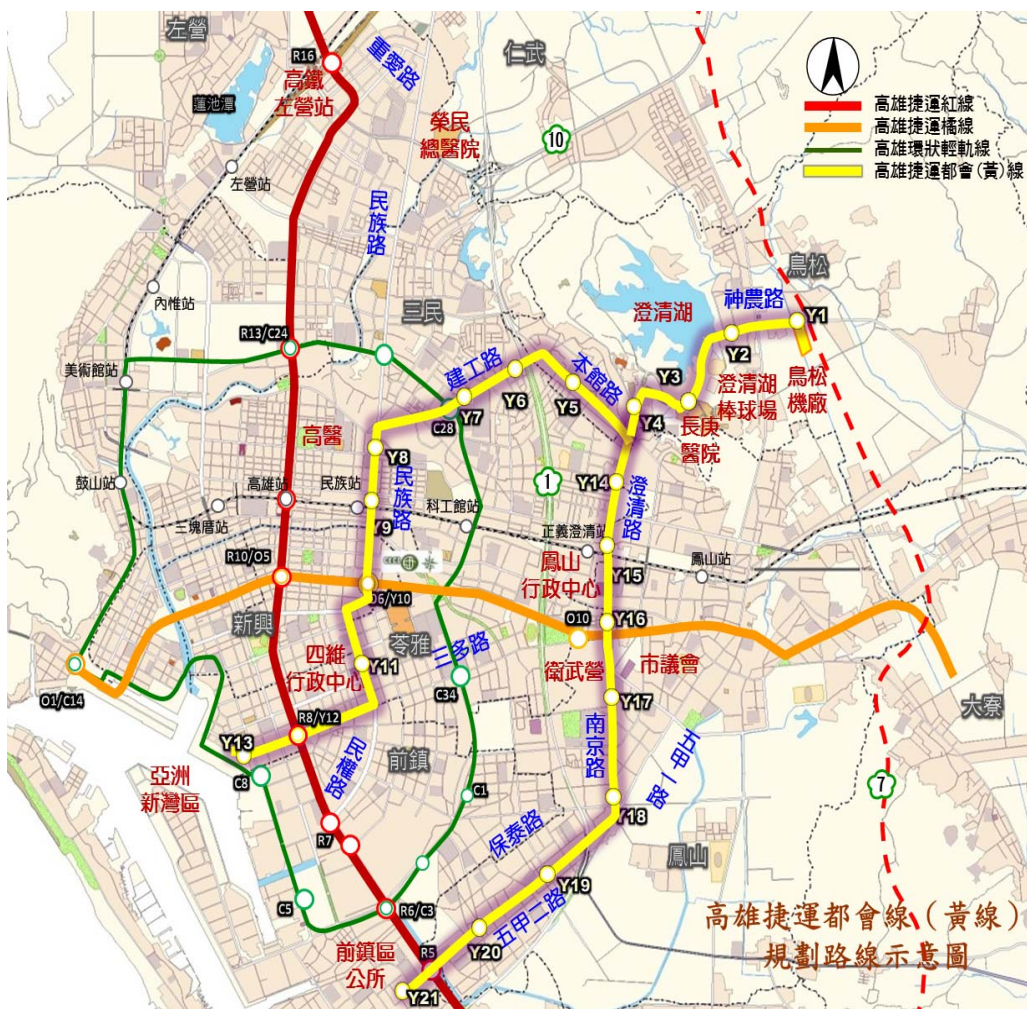 左營
R16
高鐵
左營站
重愛路
仁武
蓮池潭
榮民
總醫院
10
高雄捷運紅線
高雄捷運橘線
高雄環狀輕軌線
高雄捷運都會(黃)線
左營站
民族路
鳥松
內惟站
三民
澄清湖
神農路
Y1
Y2
R13/C24
美術館站
建工路
Y6
本館路
Y5
Y3
澄清湖
棒球場
鳥松
機廠
Y7
C28
Y4
長庚
醫院
高醫
Y8
鼓山站
高雄站
民族站
民族路
1
Y14
澄清路
三塊厝站
Y9
科工館站
正義澄清站
鳳山站
Y15
R10/O5
鳳山
行政中心
O6/Y10
新興
苓雅
三多路
O10
Y16
四維
行政中心
Y11
衛武營
市議會
O1/C14
C34
Y17
大寮
R8/Y12
Y13
南京路
五甲一路
亞洲
新灣區
C8
民權路
前鎮
C1
7
Y18
R7
保泰路
鳳山
Y19
C5
R6/C3
五甲二路
高雄捷運都會線(黃線)
規劃路線示意圖
前鎮區
公所
R5
Y20
Y21